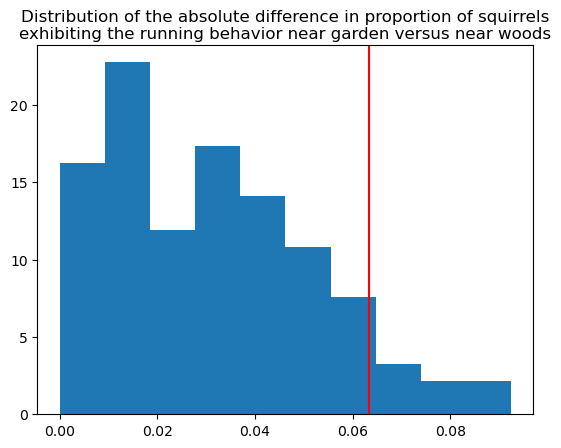 Distribution of the absolute difference in proportion of squirrels
exhibiting the running behavior near garden versus near woods
20
15
10
5
0
0.00 0.02 0.04 0.06 0.08